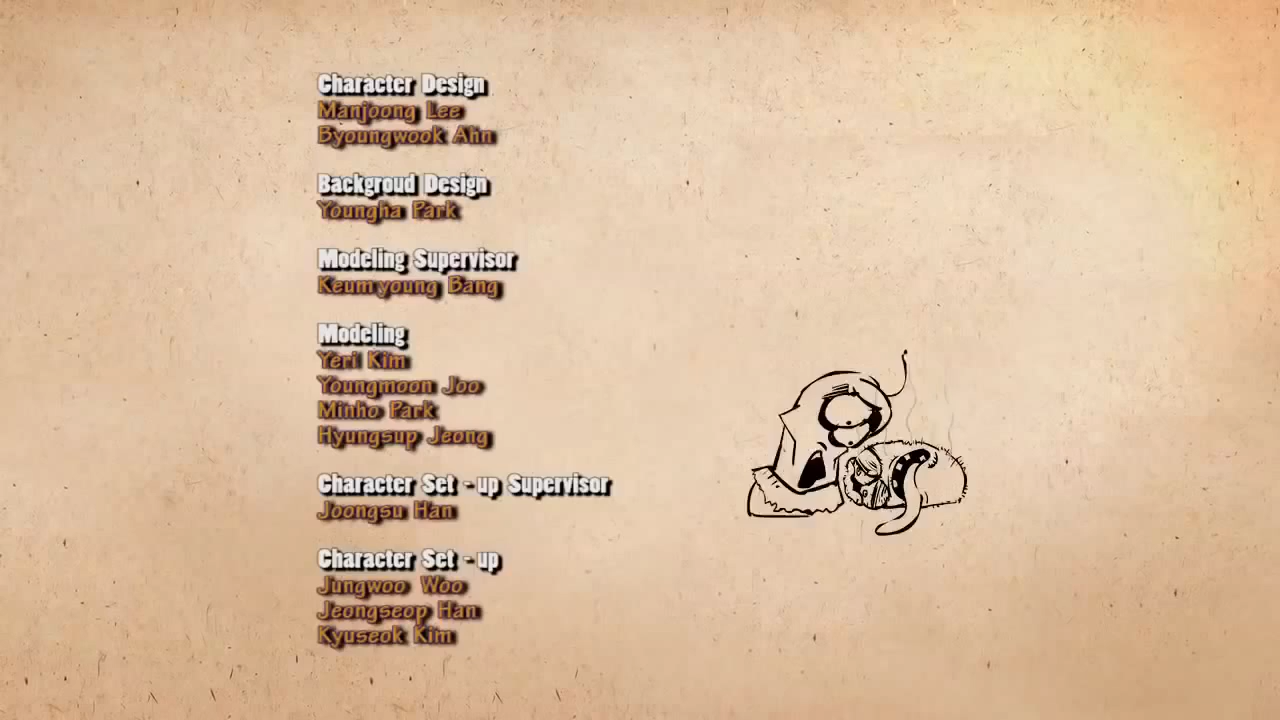 Character Design
Manjoong Lee
Byoungwook Ahn
Backgroud Design
Youngha Park
Modeling Supervisor
Keumyoung Bang
Modeling
Yeri Kim
Youngmoon Joo
Minho Park
Hyungsup Jeong
Character Set - up Supervisor
Joongsu Han
Character Set - up
Jungwoo Woo
Jeongseop Han
Kyuseok Kim